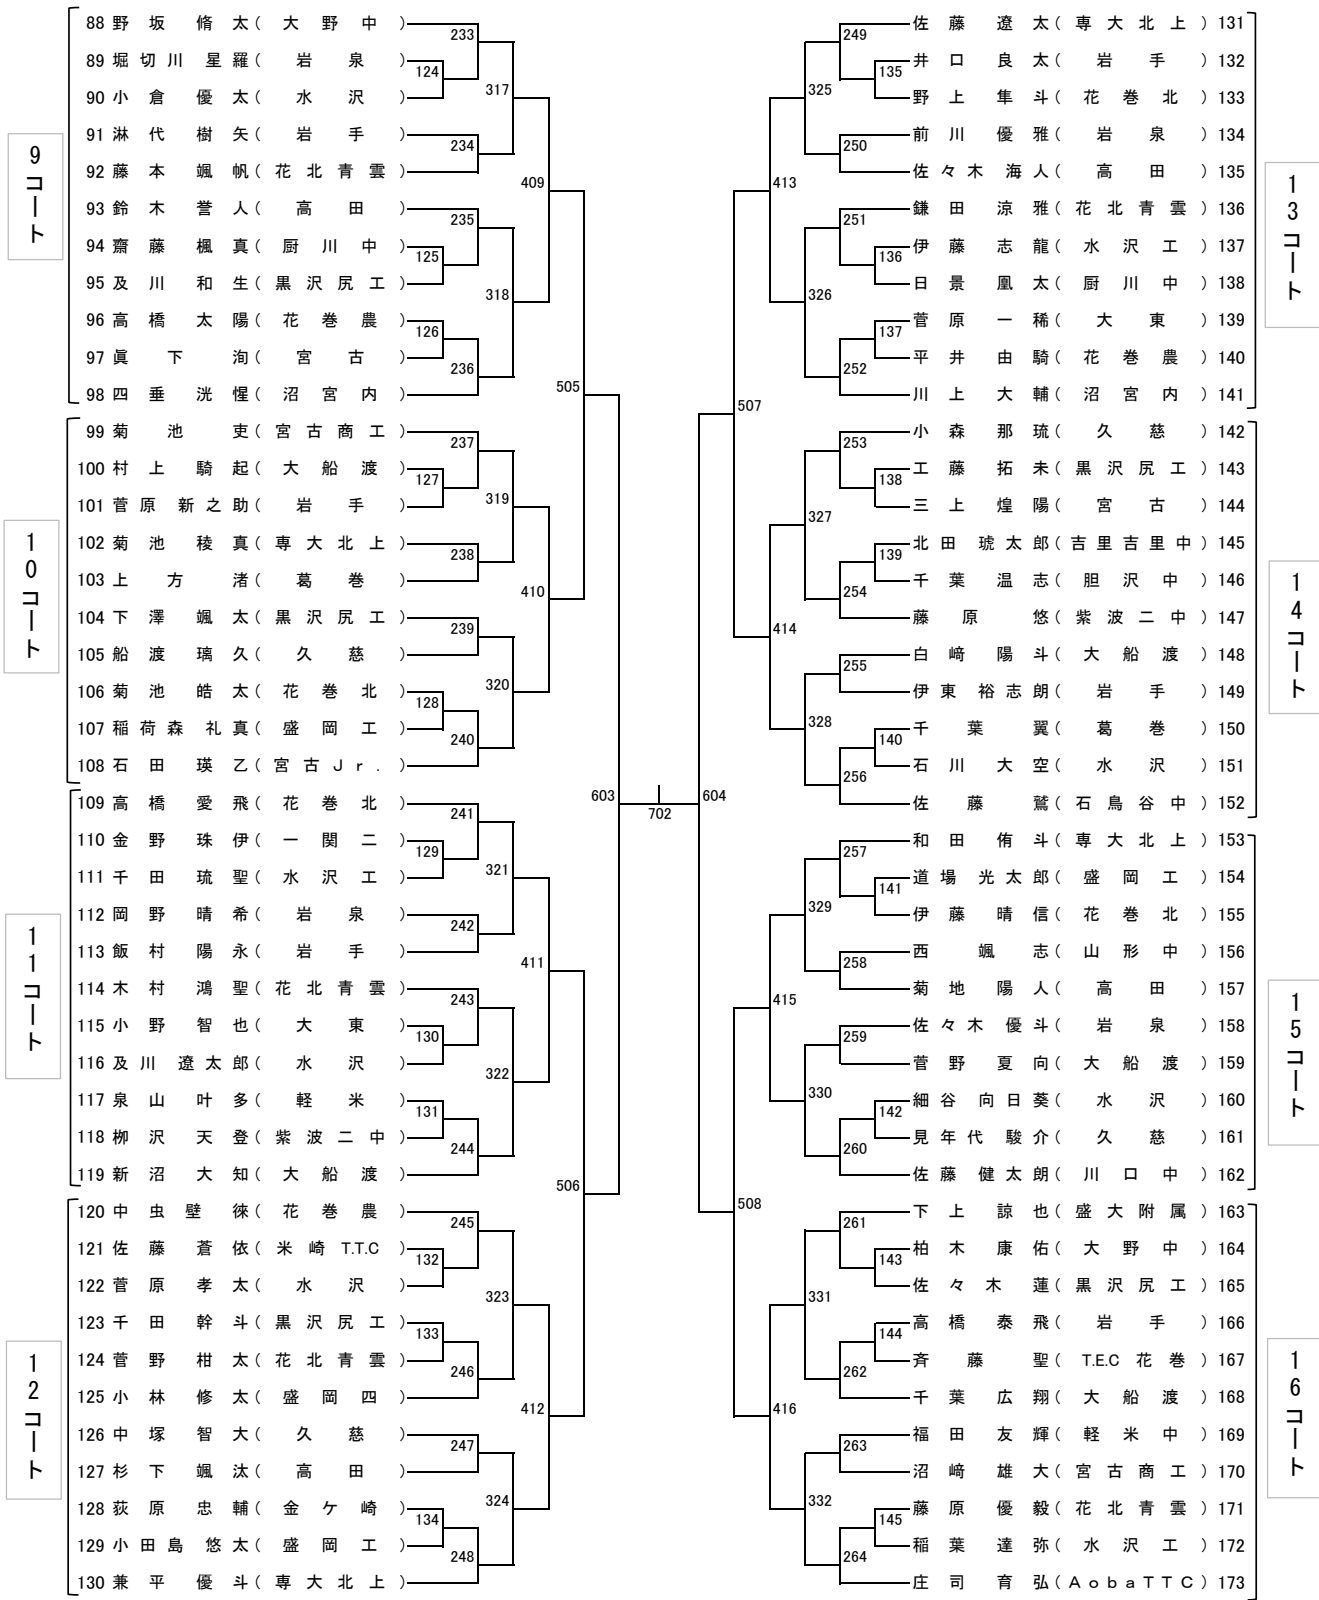 9コート
88 野坂脩太(大野中)
89 堀切川星羅(岩泉)
90 小倉優太(水沢)
91 淋代樹矢(岩手)
92 藤本颯帆(花北青雲)
93 鈴木誉人(高田)
94 齋藤楓真(厨川中)
95 及川和生(黒沢尻工)
96 高橋太陽(花巻農)
97 眞下洵(宮古)
98 四垂洸惺(沼宮内)
233
124
317
234
409
235
125
318
126
236
505
10コート
99 菊池吏(宮古商工)
100 村上騎起(大船渡)
101 菅原新之助(岩手)
102 菊池稜真(専大北上)
103 上方渚(葛巻)
104 下澤颯太(黒沢尻工)
105 船渡璃久(久慈)
106 菊池皓太(花巻北)
107 稲荷森礼真(盛岡工)
108 石田瑛乙(宮古Jr.)
237
127
319
238
410
239
320
128
240
603
11コート
109 高橋愛飛(花巻北)
110 金野珠伊(一関二)
111 千田琉聖(水沢工)
112 岡野晴希(岩泉)
113 飯村陽永(岩手)
114 木村鴻聖(花北青雲)
115 小野智也(大東)
116 及川遼太郎(水沢)
117 泉山叶多(軽米)
118 栁沢天登(紫波二中)
119 新沼大知(大船渡)
241
129
321
242
411
243
130
322
131
244
506
12コート
120 中虫壁徠(花巻農)
121 佐藤蒼依(米崎T.T.C)
122 菅原孝太(水沢)
123 千田幹斗(黒沢尻工)
124 菅野柑太(花北青雲)
125 小林修太(盛岡四)
126 中塚智大(久慈)
127 杉下颯汰(高田)
128 荻原忠輔(金ケ崎)
129 小田島悠太(盛岡工)
130 兼平優斗(専大北上)
245
132
323
133
246
412
247
324
134
248
702
13コート
佐藤遼太(専大北上)131
井口良太(岩手)132
野上隼斗(花巻北)133
前川優雅(岩泉)134
佐々木海人(高田)135
鎌田涼雅(花北青雲)136
伊藤志龍(水沢工)137
日景凰太(厨川中)138
菅原一稀(大東)139
平井由騎(花巻農)140
川上大輔(沼宮内)141
249
135
325
250
413
251
136
326
137
252
507
14コート
小森那琉(久慈)142
工藤拓未(黒沢尻工)143
三上煌陽(宮古)144
北田琥太郎(吉里吉里中)145
千葉温志(胆沢中)146
藤原悠(紫波二中)147
白﨑陽斗(大船渡)148
伊東裕志朗(岩手)149
千葉翼(葛巻)150
石川大空(水沢)151
佐藤鷲(石鳥谷中)152
253
138
327
139
254
414
255
328
140
256
604
15コート
和田侑斗(専大北上)153
道場光太郎(盛岡工)154
伊藤晴信(花巻北)155
西颯志(山形中)156
菊地陽人(高田)157
佐々木優斗(岩泉)158
菅野夏向(大船渡)159
細谷向日葵(水沢)160
見年代駿介(久慈)161
佐藤健太朗(川口中)162
257
141
329
258
415
259
330
142
260
508
16コート
下上諒也(盛大附属)163
柏木康佑(大野中)164
佐々木蓮(黒沢尻工)165
高橋泰飛(岩手)166
斉藤聖(T.E.C花巻)167
千葉広翔(大船渡)168
福田友輝(軽米中)169
沼﨑雄大(宮古商工)170
藤原優毅(花北青雲)171
稲葉達弥(水沢工)172
庄司育弘(AobaTTC)173
261
143
331
144
262
416
263
332
145
264